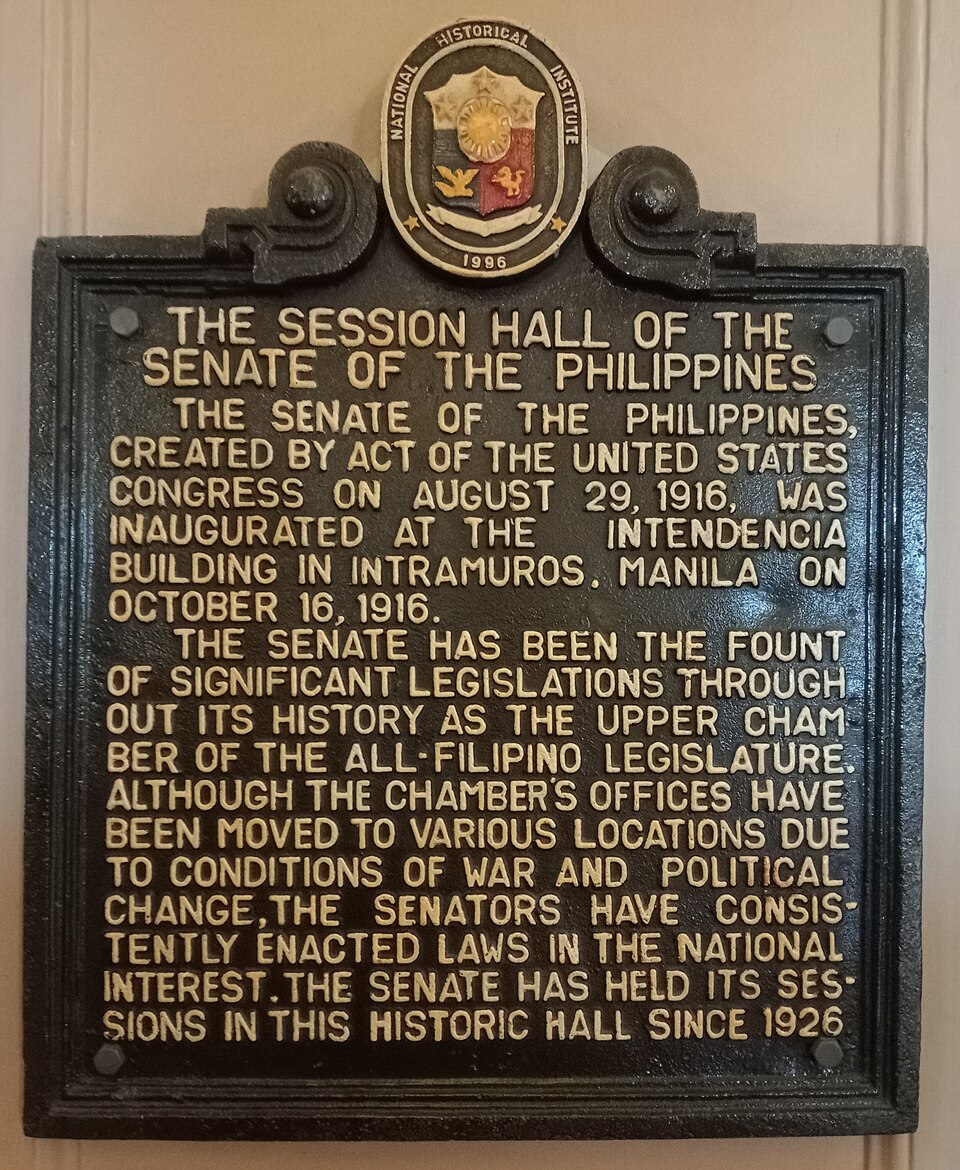 NATIONAL HISTORICAL INSTITUTE
1996
THE SESSION HALL OF THE
SENATE OF THE PHILIPPINES
THE SENATE OF THE PHILIPPINES,
CREATED BY ACT OF THE UNITED STATES
CONGRESS ON AUGUST 29, 1916, WAS
INAUGURATED AT THE INTENDENCIA
BUILDING IN INTRAMUROS, MANILA ON
OCTOBER 16, 1916.
THE SENATE HAS BEEN THE FOUNT
OF SIGNIFICANT LEGISLATIONS THROUGH
OUT ITS HISTORY AS THE UPPER CHAM
BER OF THE ALL-FILIPINO LEGISLATURE.
ALTHOUGH THE CHAMBER'S OFFICES HAVE
BEEN MOVED TO VARIOUS LOCATIONS DUE
TO CONDITIONS OF WAR AND POLITICAL
CHANGE, THE SENATORS HAVE CONSIS-
TENTLY ENACTED LAWS IN THE NATIONAL
INTEREST. THE SENATE HAS HELD ITS SES-
SIONS IN THIS HISTORIC HALL SINCE 1926